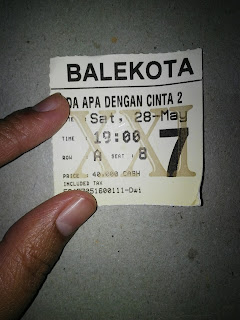 BALEKOTA
DA APA DENGAN CINTA 2
Sat, 28-May
TIME 19:00
7
ROW A SEAT : 8
PRICE : 40,000 CASH
INCLUDED TAX
XXI